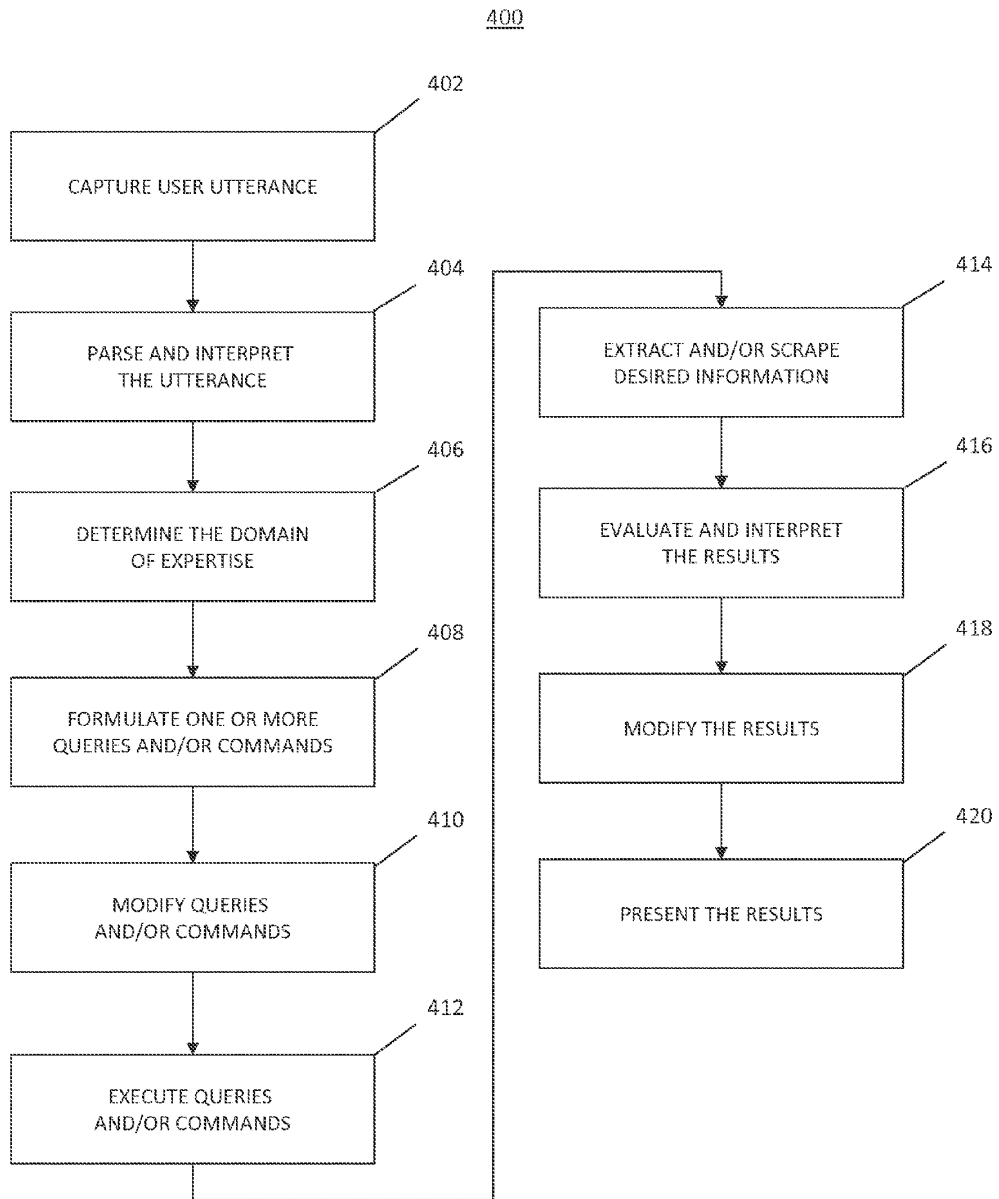 400
402
CAPTURE USER UTTERANCE
404
PARSE AND INTERPRET
THE UTTERANCE
406
DETERMINE THE DOMAIN
OF EXPERTISE
408
FORMULATE ONE OR MORE
QUERIES AND/OR COMMANDS
410
MODIFY QUERIES
AND/OR COMMANDS
412
EXECUTE QUERIES
AND/OR COMMANDS
414
EXTRACT AND/OR SCRAPE
DESIRED INFORMATION
416
EVALUATE AND INTERPRET
THE RESULTS
418
MODIFY THE RESULTS
420
PRESENT THE RESULTS